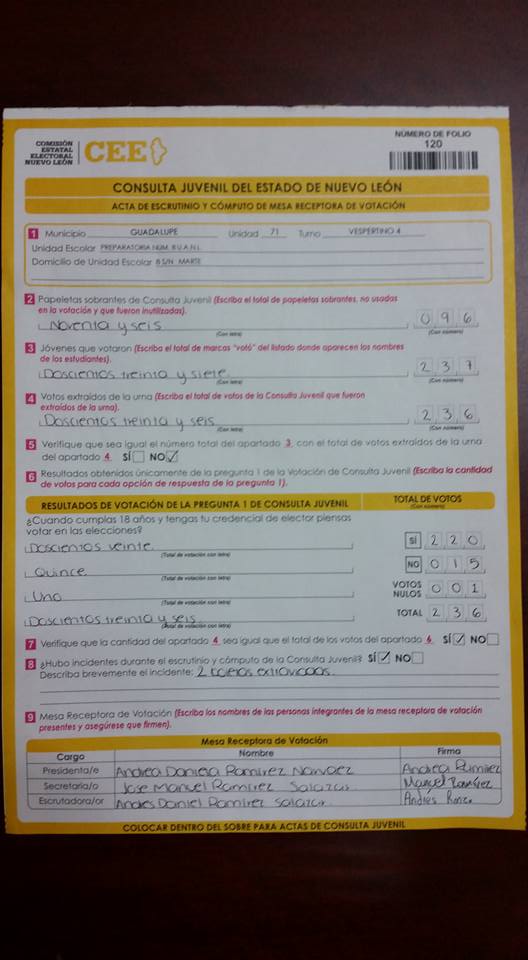 COMISIÓN
ESTATAL
ELECTORAL
NUEVO LEÓN
CEE
NÚMERO DE FOLIO
120
CONSULTA JUVENIL DEL ESTADO DE NUEVO LEÓN
ACTA DE ESCRUTINIO Y CÓMPUTO DE MESA RECEPTORA DE VOTACIÓN
1 Municipio GUADALUPE Unidad 71 Turno VESPERTINO 4
Unidad Escolar PREPARATORIA NUM. 8 U.A.N.L.
Domicilio de Unidad Escolar 8 S/N MARTE
2 Papeletas sobrantes de Consulta Juvenil (Escriba el total de papeletas sobrantes, no usadas
en la votación y que fueron inutilizadas).
Noventa y seis 0 9 6
(Con letra) (Con número)
3 Jóvenes que votaron (Escriba el total de marcas "votó" del listado donde aparecen los nombres
de los estudiantes).
Doscientos treinta y siete 2 3 7
(Con letra) (Con número)
4 Votos extraídos de la urna (Escriba el total de votos de la Consulta Juvenil que fueron
extraídos de la urna).
Doscientos treinta y seis 2 3 6
(Con letra) (Con número)
5 Verifique que sea igual el número total del apartado 3, con el total de votos extraídos de la urna
del apartado 4 SÍ NO ✓
6 Resultados obtenidos únicamente de la pregunta 1 de la Votación de Consulta Juvenil (Escriba la cantidad
de votos para cada opción de respuesta de la pregunta 1).
RESULTADOS DE VOTACIÓN DE LA PREGUNTA 1 DE CONSULTA JUVENIL TOTAL DE VOTOS
(Con número)
¿Cuando cumplas 18 años y tengas tu credencial de elector piensas
votar en las elecciones?
Doscientos veinte SÍ 2 2 0
(Total de votación con letra)
Quince NO 0 1 5
(Total de votación con letra)
Uno VOTOS NULOS 0 0 1
(Total de votación con letra)
Doscientos treinta y seis TOTAL 2 3 6
(Total de votación con letra)
7 Verifique que la cantidad del apartado 4 sea igual que el total de los votos del apartado 6 SÍ ✓ NO
8 ¿Hubo incidentes durante el escrutinio y cómputo de la Consulta Juvenil? SÍ ✓ NO
Describa brevemente el incidente: 2 boletas extraviadas
9 Mesa Receptora de Votación (Escriba los nombres de las personas integrantes de la mesa receptora de votación
presentes y asegúrese que firmen).
Mesa Receptora de Votación
Cargo Nombre Firma
Presidenta/e Andrea Daniela Ramirez Narvaez Andrea Ramirez
Secretaria/o Jose Manuel Ramirez Salazar Manuel Ramirez
Escrutadora/or Andres Daniel Ramirez Salazar Andrés
COLOCAR DENTRO DEL SOBRE PARA ACTAS DE CONSULTA JUVENIL